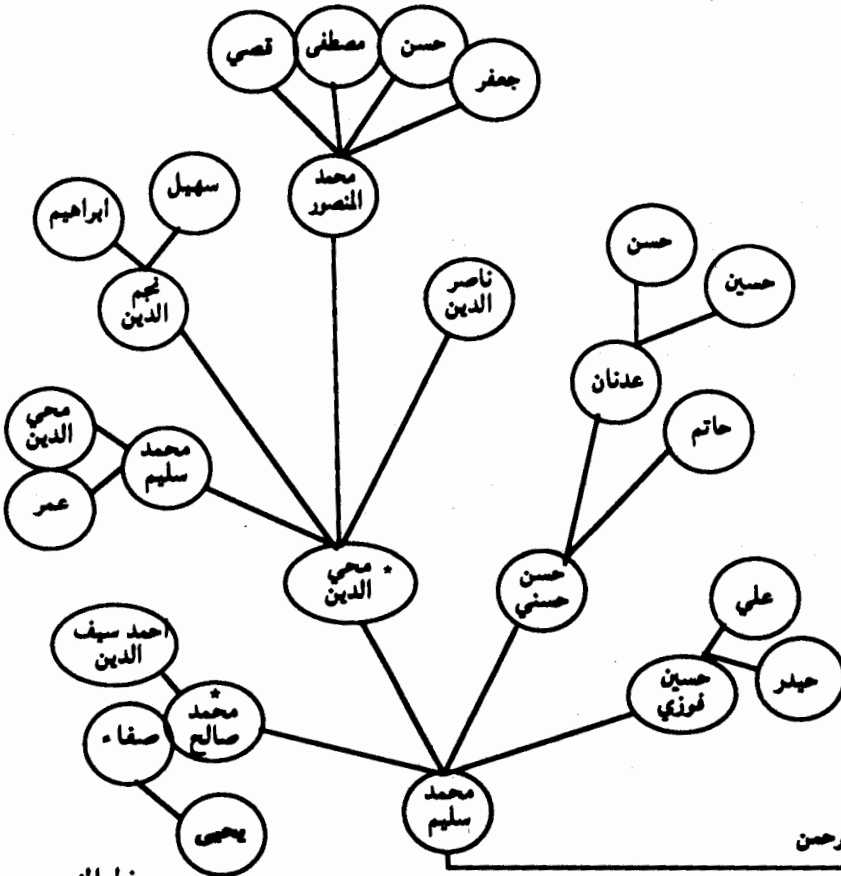 قصي
مصطفى
حسن
جعفر
محمد
المنصور
سهيل
ابراهيم
نجم
الدين
ناصر
الدين
حسن
حسين
عدنان
حاتم
محي
الدين
عمر
محمد
سليم
محي *
الدين
حسن
حسني
علي
حيدر
حسين
فوزي
احمد سيف
الدين
*
محمد
صالح
صفاء
يحيى
محمد
سليم
رحمن